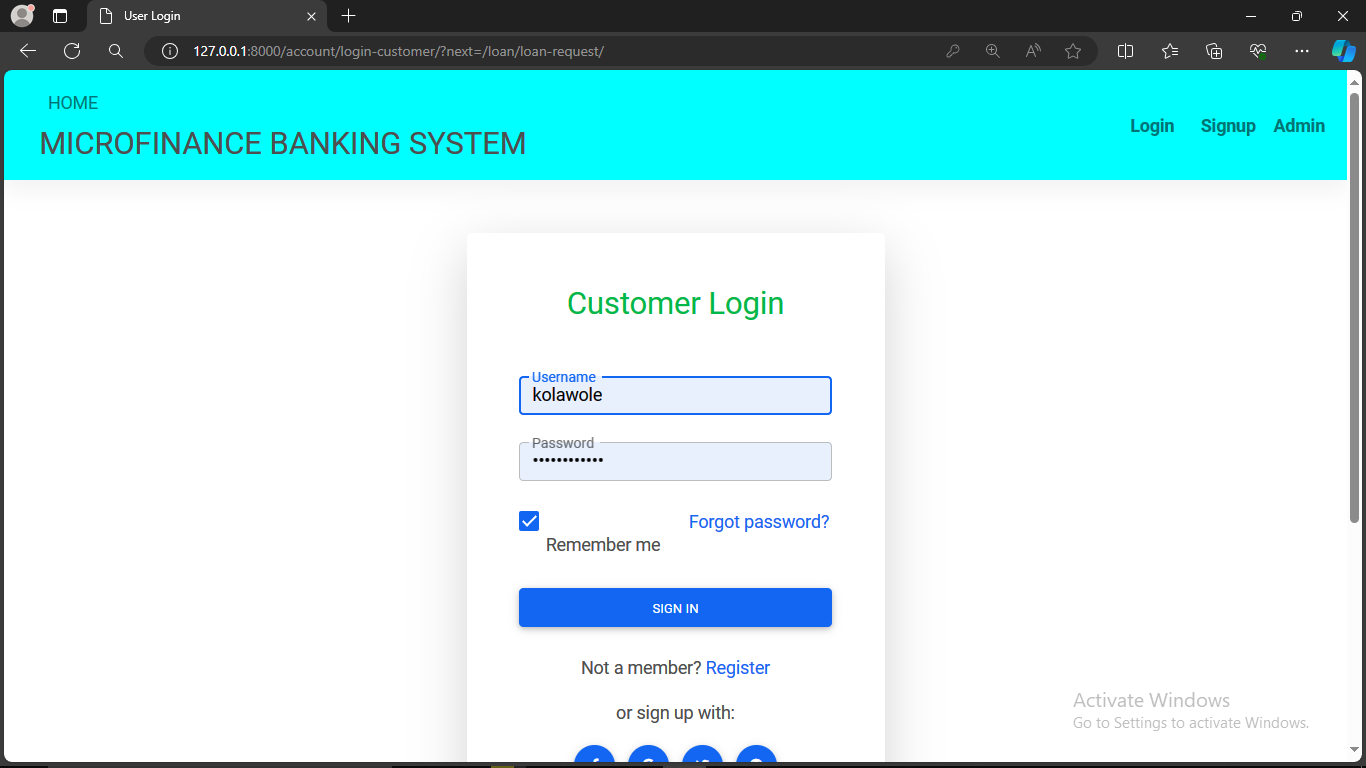 User Login
127.0.0.1:8000/account/login-customer/?next=/loan/loan-request/
HOME
MICROFINANCE BANKING SYSTEM
Login Signup Admin
Customer Login
Username
kolawole
Password
••••••••••••
Forgot password?
Remember me
SIGN IN
Not a member? Register
or sign up with:
Activate Windows
Go to Settings to activate Windows.